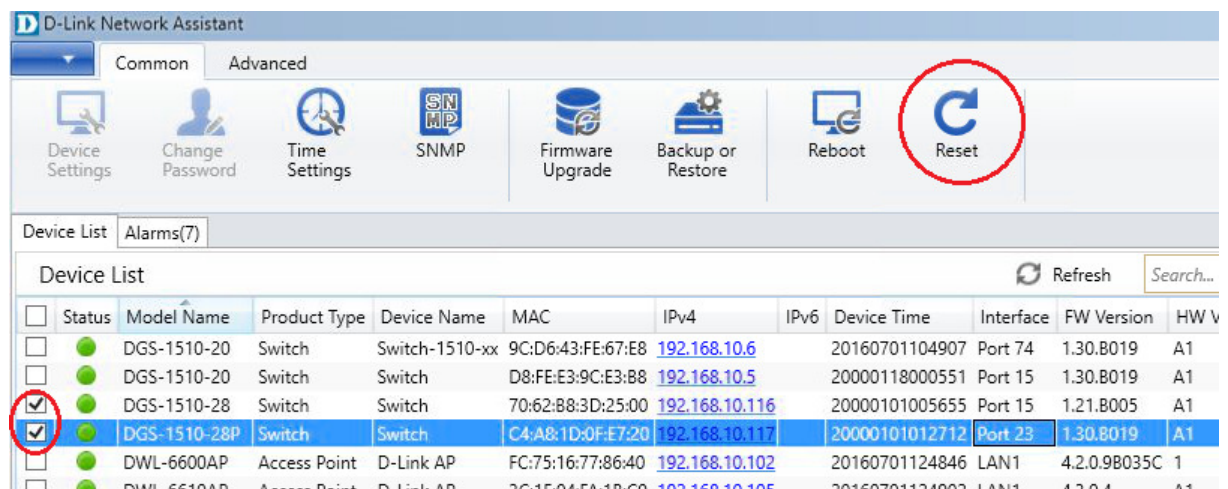 D D-Link Network Assistant
Common Advanced
Device Settings
Change Password
Time Settings
SNMP
SNMP
Firmware Upgrade
Backup or Restore
Reboot
Reset
Device List Alarms(7)
Device List Refresh Search...
Status Model Name Product Type Device Name MAC IPv4 IPv6 Device Time Interface FW Version HW V
DGS-1510-20 Switch Switch-1510-xx 9C:D6:43:FE:67:E8 192.168.10.6 20160701104907 Port 74 1.30.B019 A1
DGS-1510-20 Switch Switch D8:FE:E3:9C:E3:B8 192.168.10.5 20000118000551 Port 15 1.30.B019 A1
DGS-1510-28 Switch Switch 70:62:B8:3D:25:00 192.168.10.116 20000101005655 Port 15 1.21.B005 A1
DGS-1510-28P Switch Switch C4:A8:1D:0F:E7:20 192.168.10.117 20000101012712 Port 23 1.30.B019 A1
DWL-6600AP Access Point D-Link AP FC:75:16:77:86:40 192.168.10.102 20160701124846 LAN1 4.2.0.9B035C 1
Access Point D-Link AP LAN1 A1